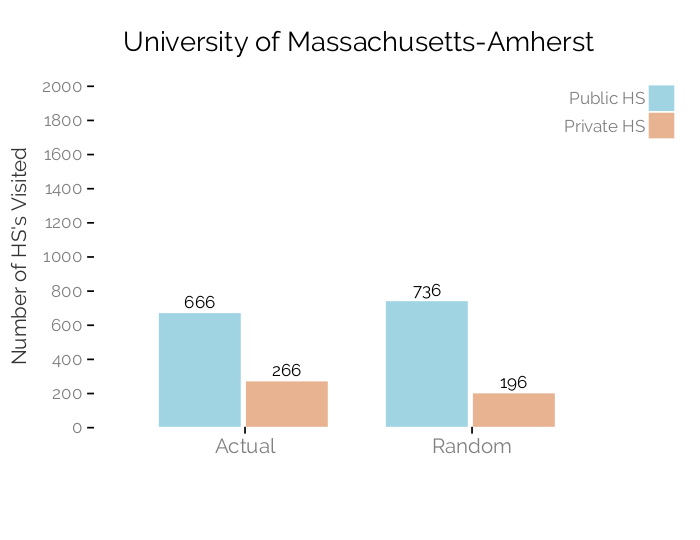 University of Massachusetts-Amherst
Public HS
Private HS
Number of HS's Visited
2000
1800
1600
1400
1200
1000
800
600
400
200
0
666
266
736
196
Actual
Random